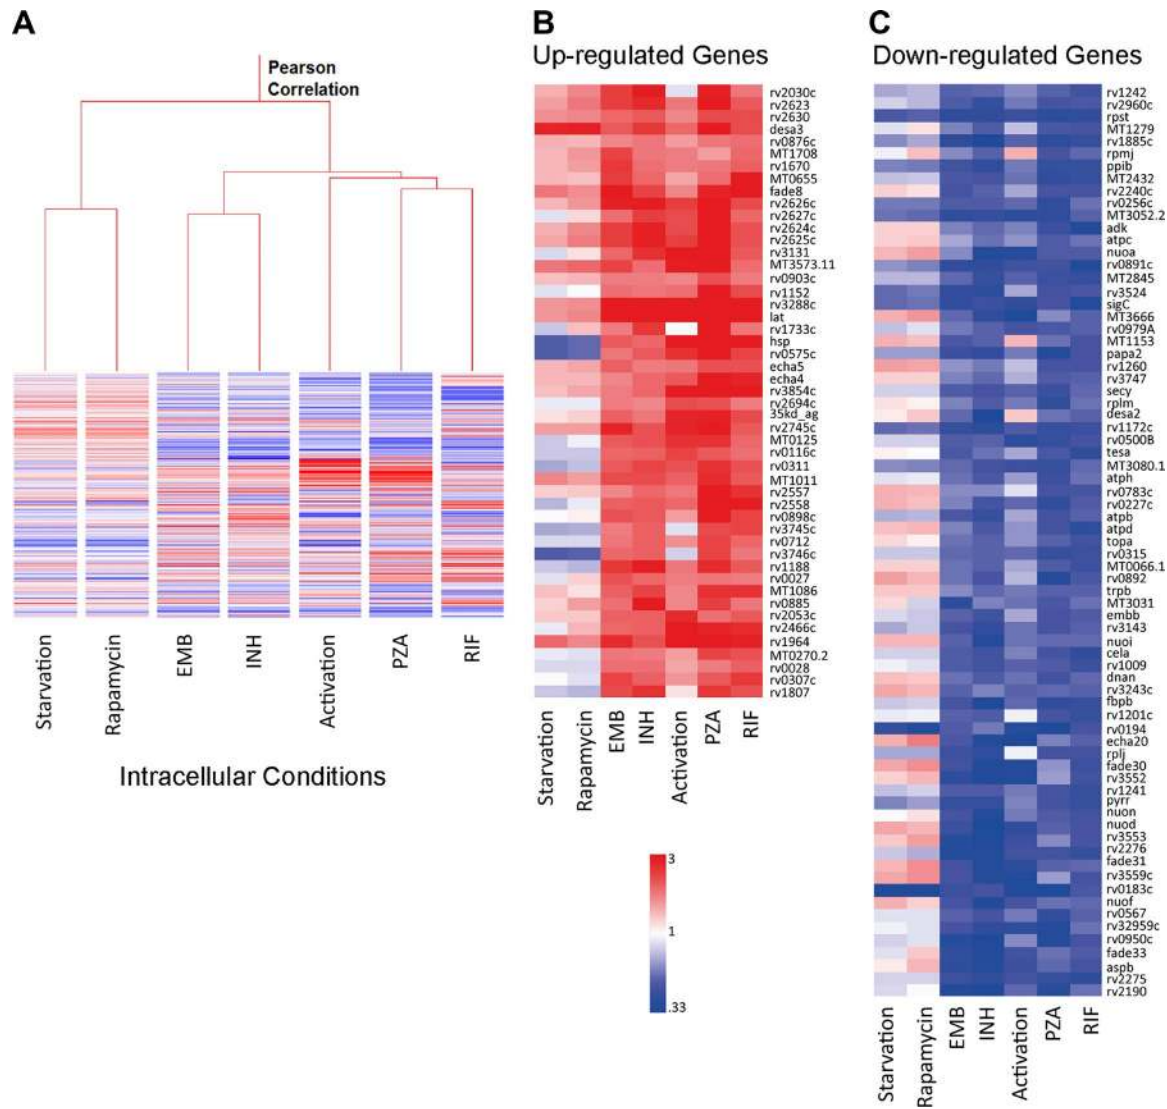 A
Pearson
Correlation
Starvation
Rapamycin
EMB
INH
Activation
PZA
RIF
Intracellular Conditions
B
Up-regulated Genes
rv2030c
rv2623
rv2630
desa3
rv0876c
MT1708
rv1670
MT0655
fade8
rv2626c
rv2627c
rv2624c
rv2625c
rv3131
MT3573.11
rv0903c
rv1152
rv3288c
lat
rv1733c
hsp
rv0575c
echa5
echa4
rv3854c
rv2694c
35kd_ag
rv2745c
MT0125
rv0116c
rv0311
MT1011
rv2557
rv2558
rv0898c
rv3745c
rv0712
rv3746c
rv1188
rv0027
MT1086
rv0885
rv2053c
rv2466c
rv1964
MT0270.2
rv0028
rv0307c
rv1807
Starvation
Rapamycin
EMB
INH
Activation
PZA
RIF
3
1
.33
C
Down-regulated Genes
rv1242
rv2960c
rpst
MT1279
rv1885c
rpmj
ppib
MT2432
rv2240c
rv0256c
MT3052.2
adk
atpc
nuoa
rv0891c
MT2845
rv3524
sigC
MT3666
rv0979A
MT1153
papa2
rv1260
rv3747
secy
rplm
desa2
rv1172c
rv0500B
tesa
MT3080.1
atph
rv0783c
rv0227c
atpb
atpd
topa
rv0315
MT0066.1
rv0892
trpb
MT3031
embb
rv3143
nuoi
cela
rv1009
dnan
rv3243c
fbpb
rv1201c
rv0194
echa20
rplj
fade30
rv3552
rv1241
pyrr
nuon
nuod
rv3553
rv2276
fade31
rv3559c
rv0183c
nuof
rv0567
rv32959c
rv0950c
fade33
aspb
rv2275
rv2190
Starvation
Rapamycin
EMB
INH
Activation
PZA
RIF